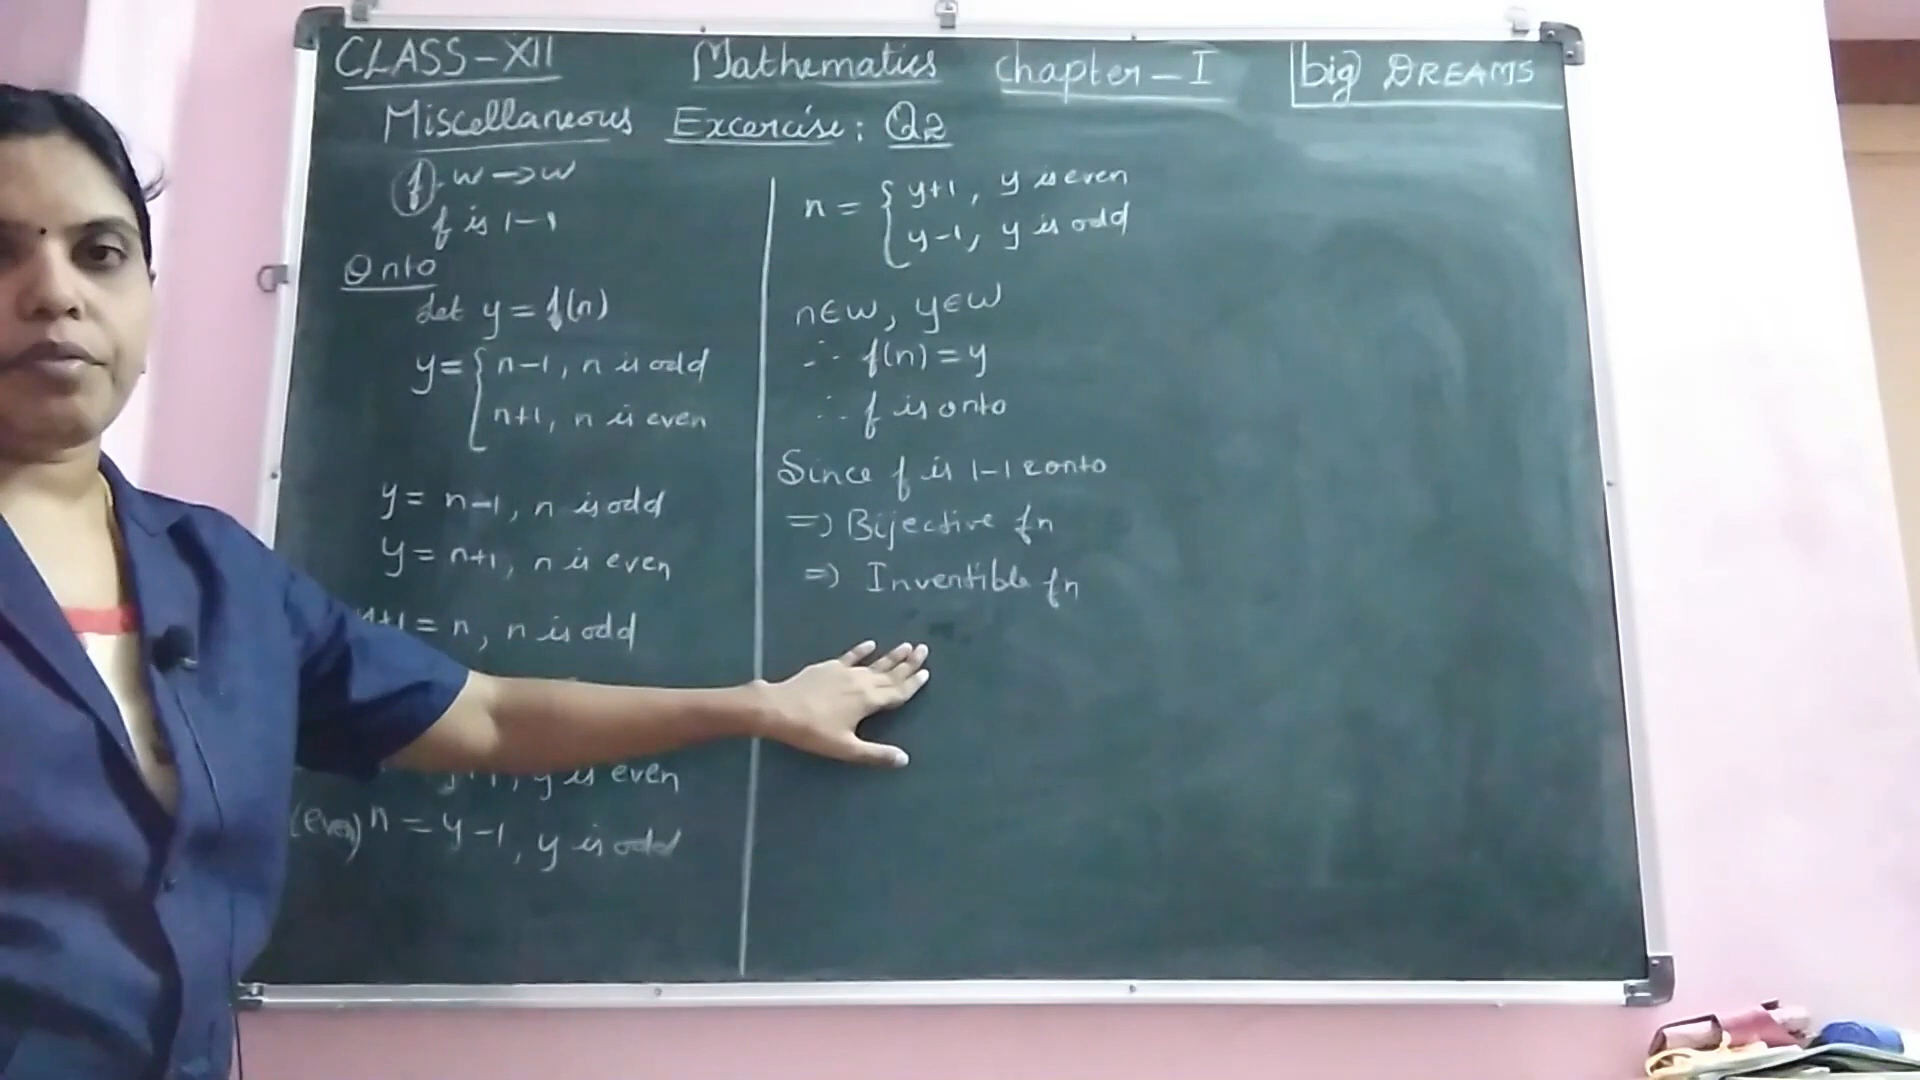 CLASS-XII Mathematics Chapter-I big DREAMS
Miscellaneous Excercise: Q2
f: W→W
f is 1-1
Onto
Let y = f(n)
y = { n-1, n is odd
n+1, n is even
y = n-1, n is odd
y = n+1, n is even
y+1 = n, n is odd
y+1, y is even
(even) n = y-1, y is odd
n = { y+1, y is even
y-1, y is odd
n∈W, y∈W
∴ f(n) = y
∴ f is onto
Since f is 1-1 & onto
=> Bijective fn
=> Invertible fn